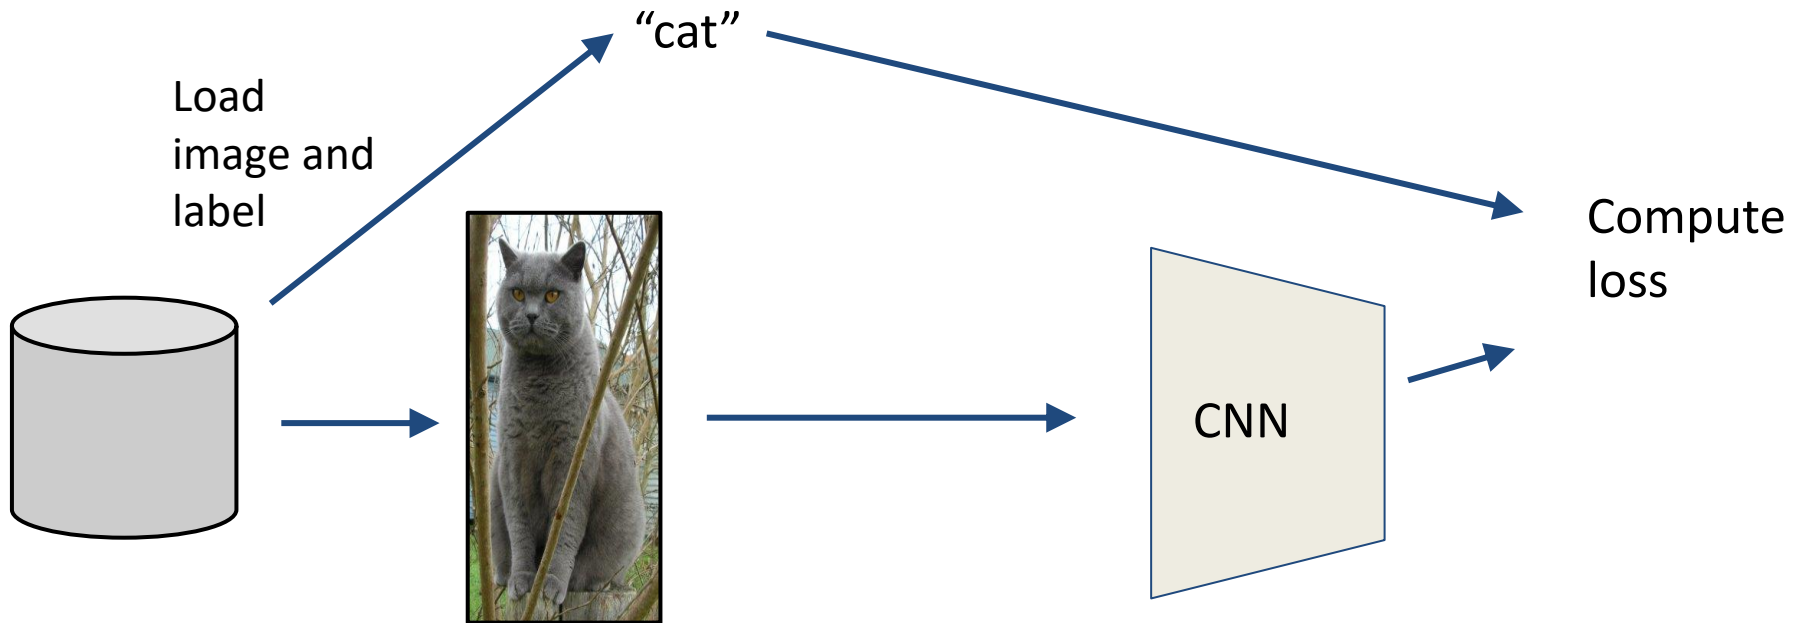 “cat”
Load
image and
label
Compute
loss
CNN